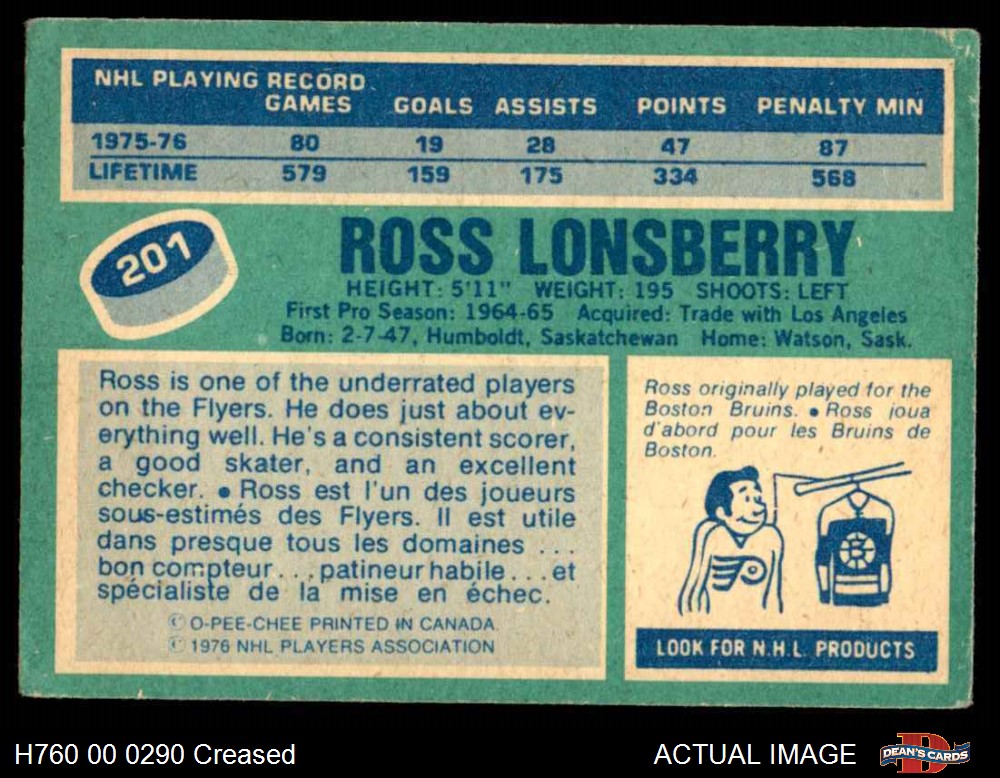 NHL PLAYING RECORD
GAMES GOALS ASSISTS POINTS PENALTY MIN
1975-76 80 19 28 47 87
LIFETIME 579 159 175 334 568
201
ROSS LONSBERRY
HEIGHT: 5'11" WEIGHT: 195 SHOOTS: LEFT
First Pro Season: 1964-65 Acquired: Trade with Los Angeles
Born: 2-7-47, Humboldt, Saskatchewan Home: Watson, Sask.
Ross is one of the underrated players
on the Flyers. He does just about ev-
erything well. He's a consistent scorer,
a good skater, and an excellent
checker. ● Ross est l'un des joueurs
sous-estimés des Flyers. Il est utile
dans presque tous les domaines ...
bon compteur...patineur habile...et
spécialiste de la mise en échec.
© O-PEE-CHEE PRINTED IN CANADA.
© 1976 NHL PLAYERS ASSOCIATION
Ross originally played for the
Boston Bruins. ● Ross joua
d'abord pour les Bruins de
Boston.
B
LOOK FOR N.H.L. PRODUCTS
H760 00 0290 Creased
ACTUAL IMAGE
D
DEAN'S CARDS